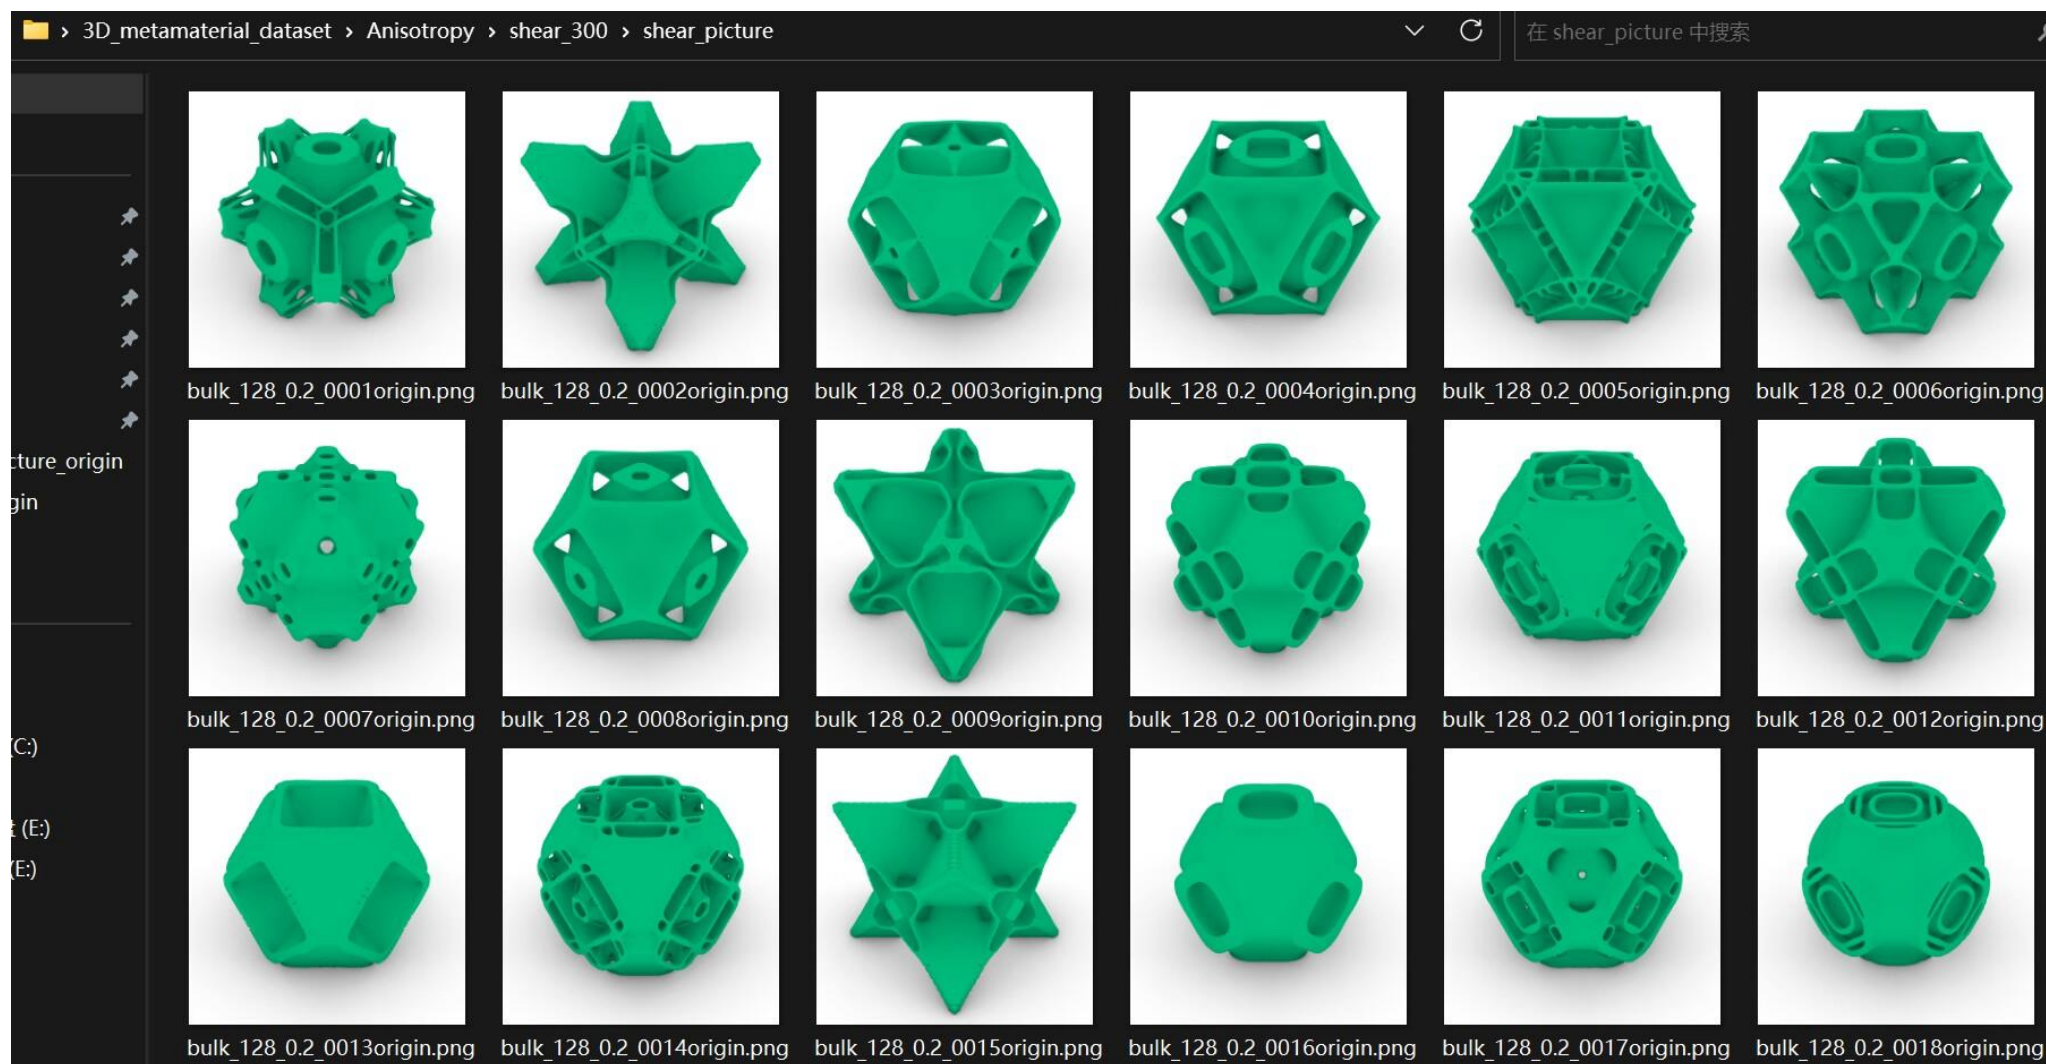 3D_metamaterial_dataset > Anisotropy > shear_300 > shear_picture
在 shear_picture 中搜索
bulk_128_0.2_0001origin.png bulk_128_0.2_0002origin.png bulk_128_0.2_0003origin.png bulk_128_0.2_0004origin.png bulk_128_0.2_0005origin.png bulk_128_0.2_0006origin.png
cture_origin
gin
bulk_128_0.2_0007origin.png bulk_128_0.2_0008origin.png bulk_128_0.2_0009origin.png bulk_128_0.2_0010origin.png bulk_128_0.2_0011origin.png bulk_128_0.2_0012origin.png
(C:)
(E:)
(E:)
bulk_128_0.2_0013origin.png bulk_128_0.2_0014origin.png bulk_128_0.2_0015origin.png bulk_128_0.2_0016origin.png bulk_128_0.2_0017origin.png bulk_128_0.2_0018origin.png